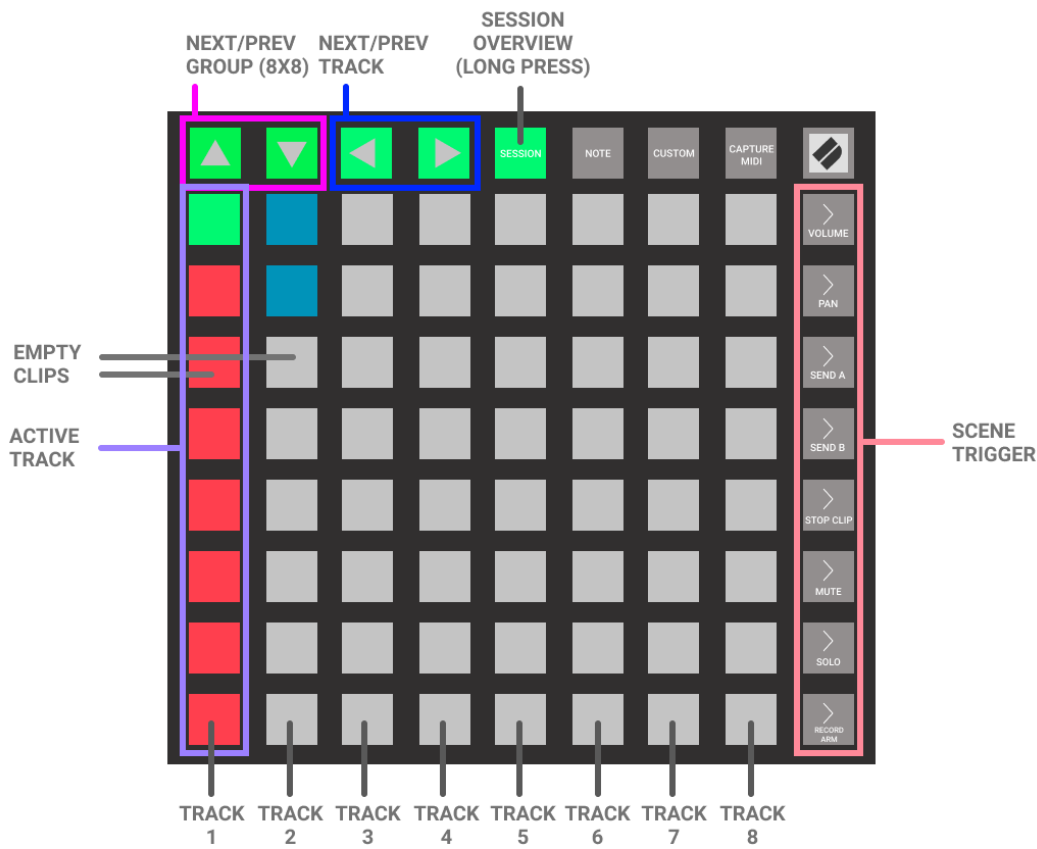 SESSION
OVERVIEW
(LONG PRESS)
NEXT/PREV
GROUP (8X8)
NEXT/PREV
TRACK
SESSION
NOTE
CUSTOM
CAPTURE
MIDI
VOLUME
PAN
SEND A
SEND B
STOP CLIP
MUTE
SOLO
RECORD
ARM
EMPTY
CLIPS
ACTIVE
TRACK
SCENE
TRIGGER
TRACK
1
TRACK
2
TRACK
3
TRACK
4
TRACK
5
TRACK
6
TRACK
7
TRACK
8